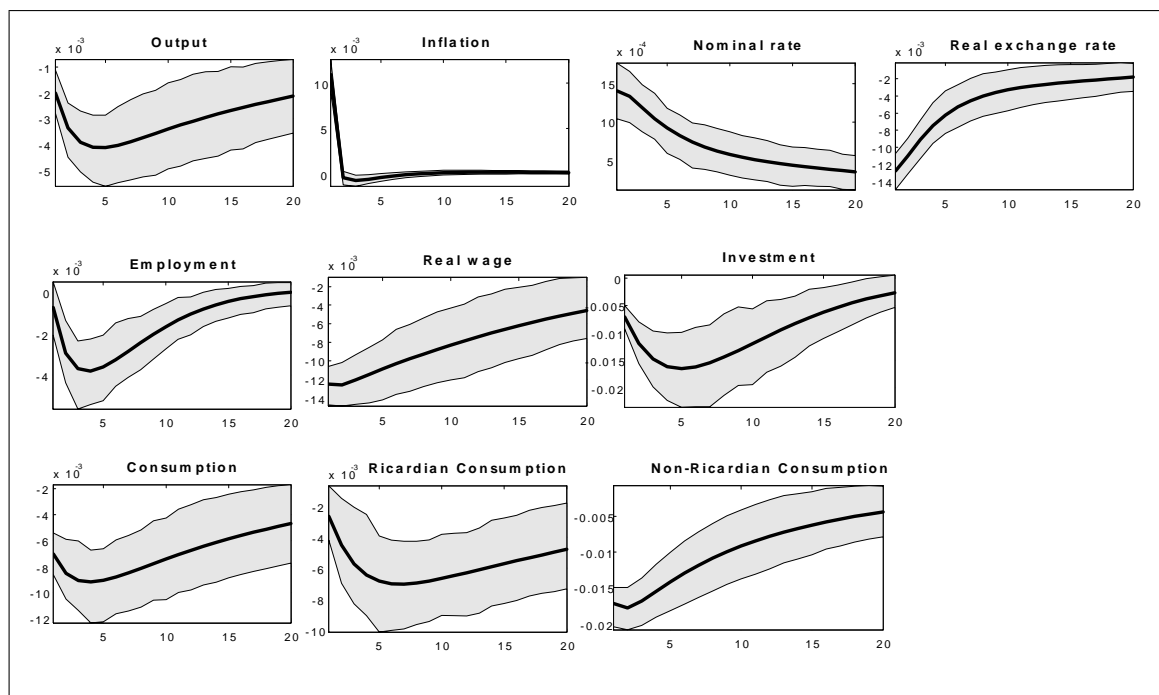 x 10-3
Output
-1
-2
-3
-4
-5
5 10 15 20
x 10-3
Inflation
10
5
0
5 10 15 20
x 10-4
Nominal rate
15
10
5
5 10 15 20
x 10-3
Real exchange rate
-2
-4
-6
-8
-10
-12
-14
5 10 15 20
x 10-3
Employment
0
-2
-4
5 10 15 20
x 10-3
Real wage
-2
-4
-6
-8
-10
-12
-14
5 10 15 20
Investment
0
-0.005
-0.01
-0.015
-0.02
5 10 15 20
x 10-3
Consumption
-2
-4
-6
-8
-10
-12
5 10 15 20
x 10-3
Ricardian Consumption
-2
-4
-6
-8
-10
5 10 15 20
Non-Ricardian Consumption
-0.005
-0.01
-0.015
-0.02
5 10 15 20